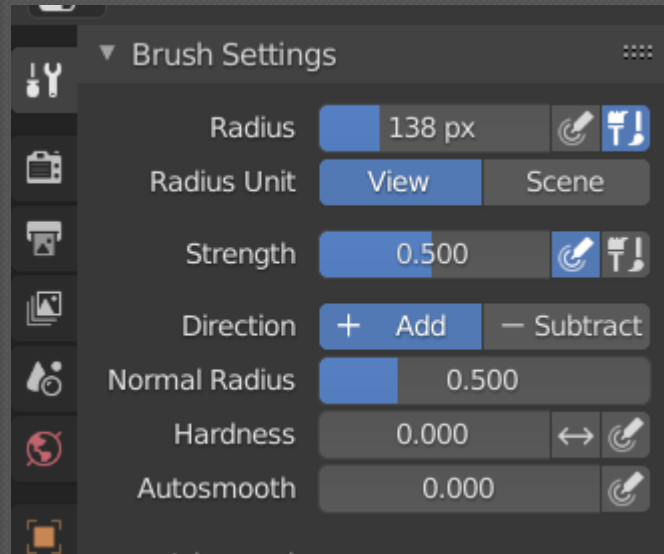 Brush Settings
Radius 138 px
Radius Unit View Scene
Strength 0.500
Direction + Add − Subtract
Normal Radius 0.500
Hardness 0.000
Autosmooth 0.000